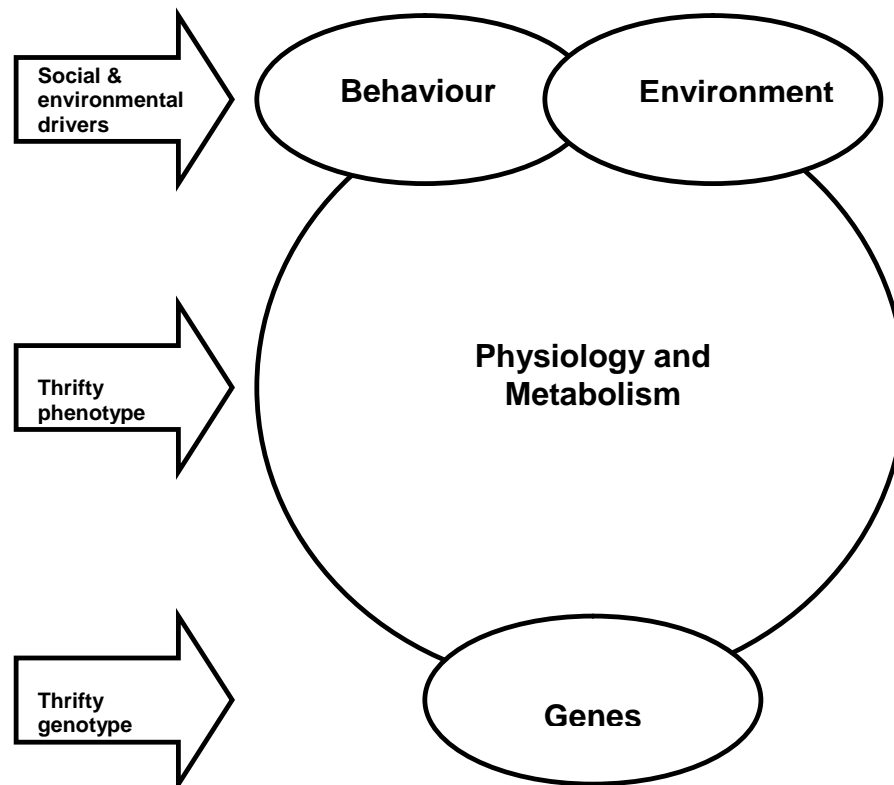 Social &
environmental
drivers
Behaviour
Environment
Thrifty
phenotype
Physiology and
Metabolism
Thrifty
genotype
Genes